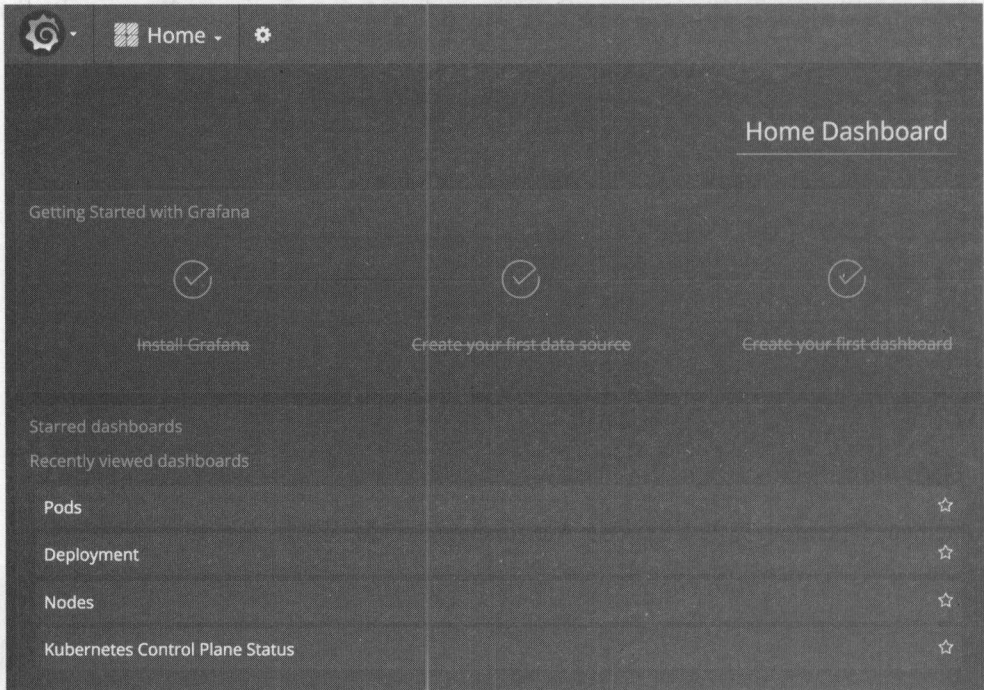 Home
Home Dashboard
Getting Started with Grafana
Install Grafana Create your first data source Create your first dashboard
Starred dashboards
Recently viewed dashboards
Pods
Deployment
Nodes
Kubernetes Control Plane Status